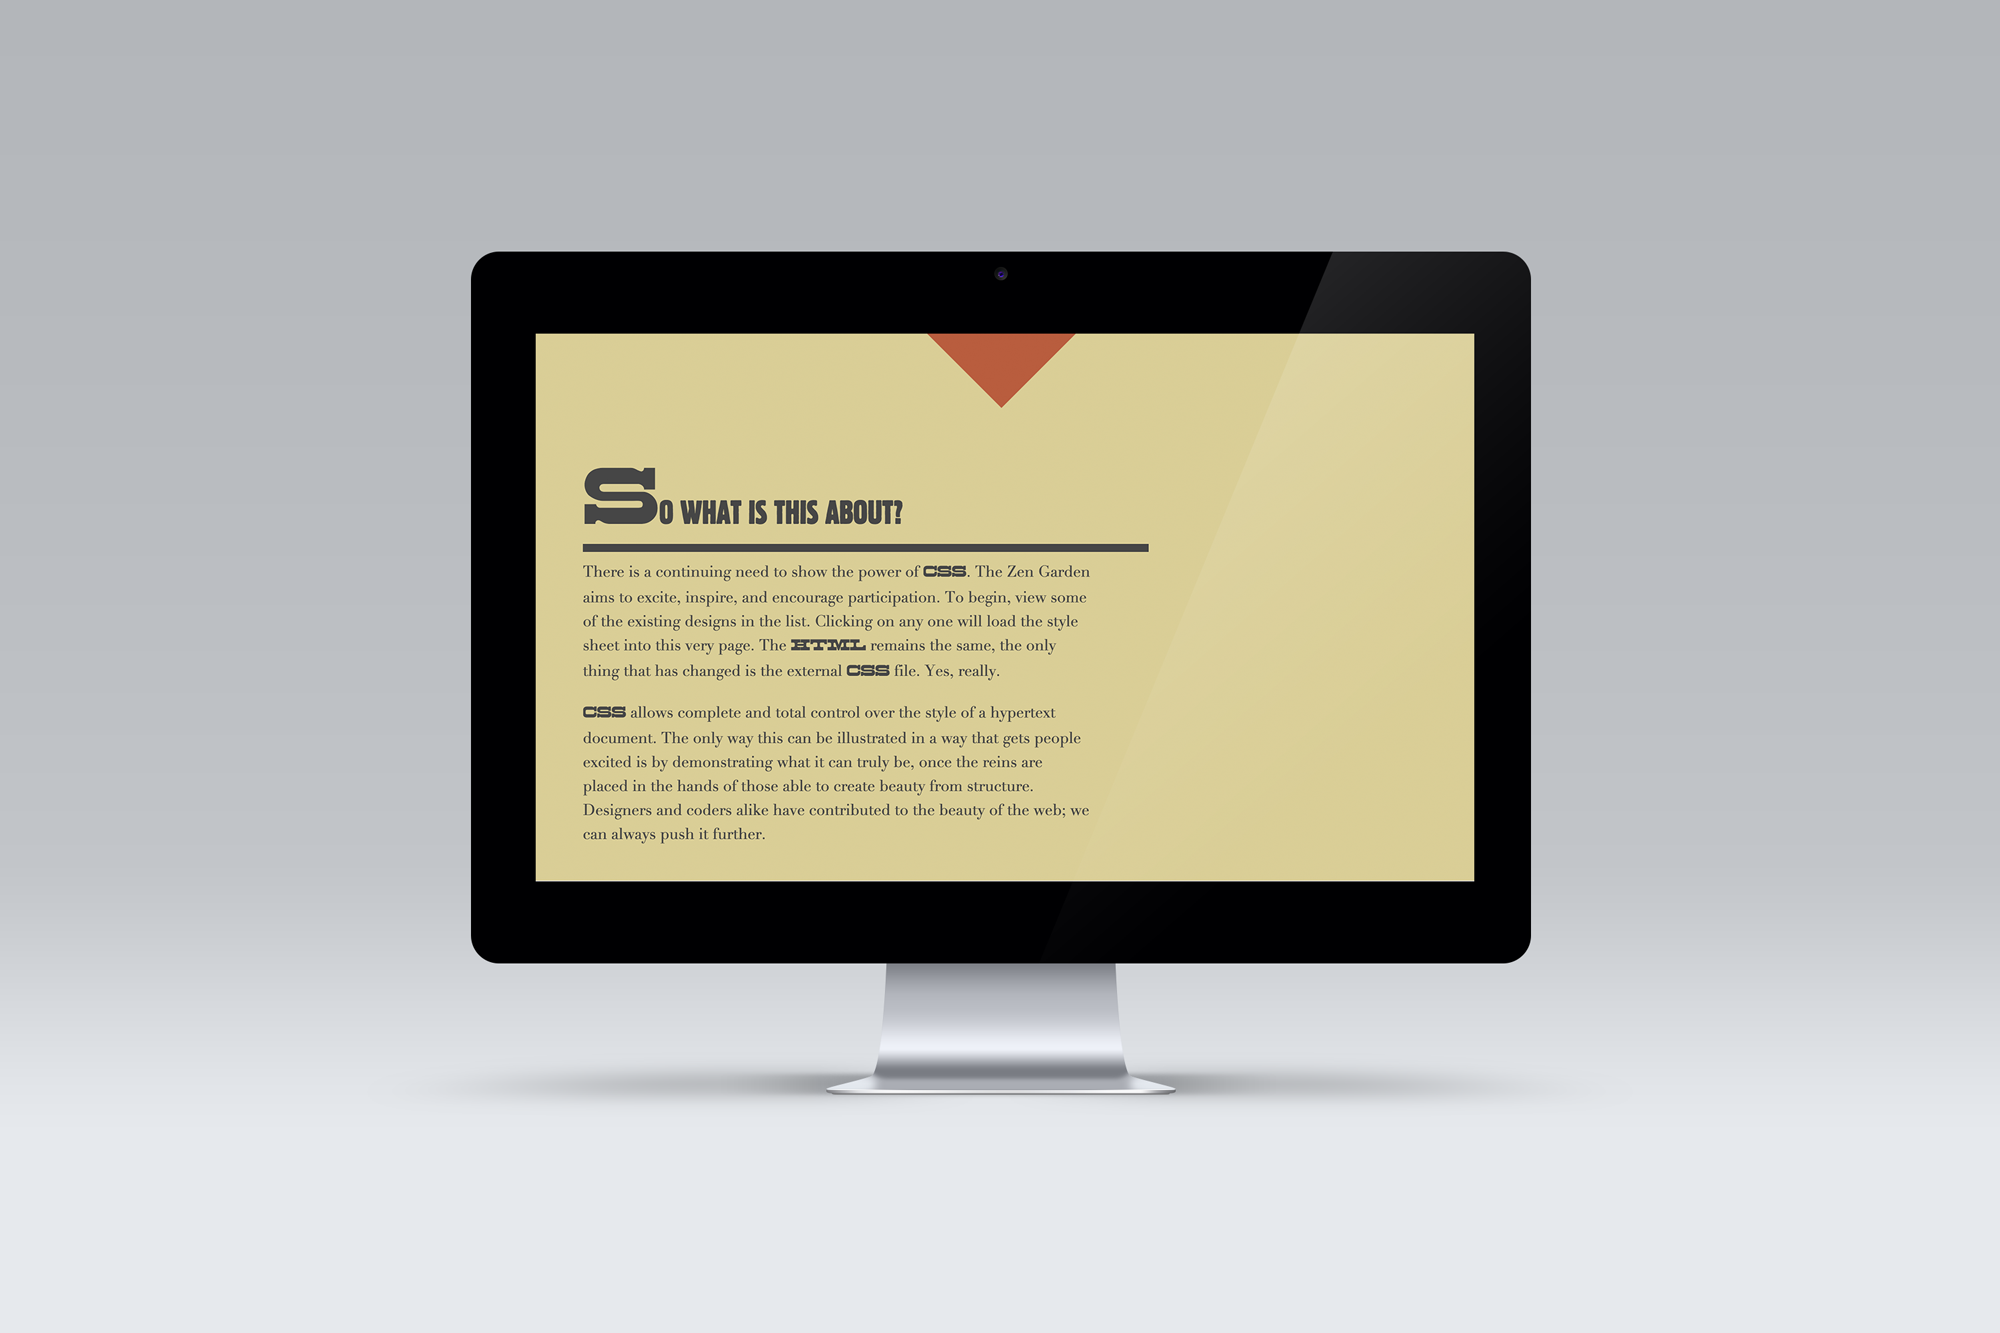 So what is this about?
There is a continuing need to show the power of CSS. The Zen Garden
aims to excite, inspire, and encourage participation. To begin, view some
of the existing designs in the list. Clicking on any one will load the style
sheet into this very page. The HTML remains the same, the only
thing that has changed is the external CSS file. Yes, really.
CSS allows complete and total control over the style of a hypertext
document. The only way this can be illustrated in a way that gets people
excited is by demonstrating what it can truly be, once the reins are
placed in the hands of those able to create beauty from structure.
Designers and coders alike have contributed to the beauty of the web; we
can always push it further.